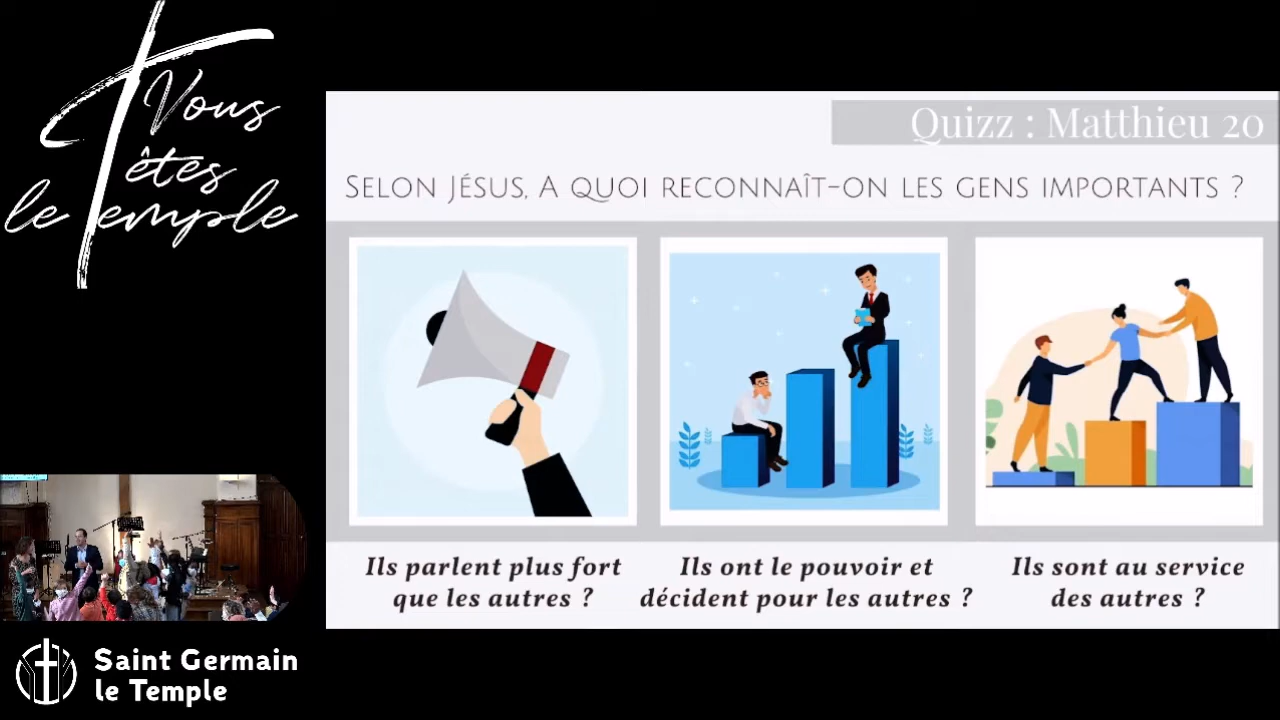 Vous
êtes
le Temple
Quizz : Matthieu 20
Selon Jésus, A quoi reconnaît-on les gens importants ?
Ils parlent plus fort
que les autres ?
Ils ont le pouvoir et
décident pour les autres ?
Ils sont au service
des autres ?
Saint Germain
le Temple